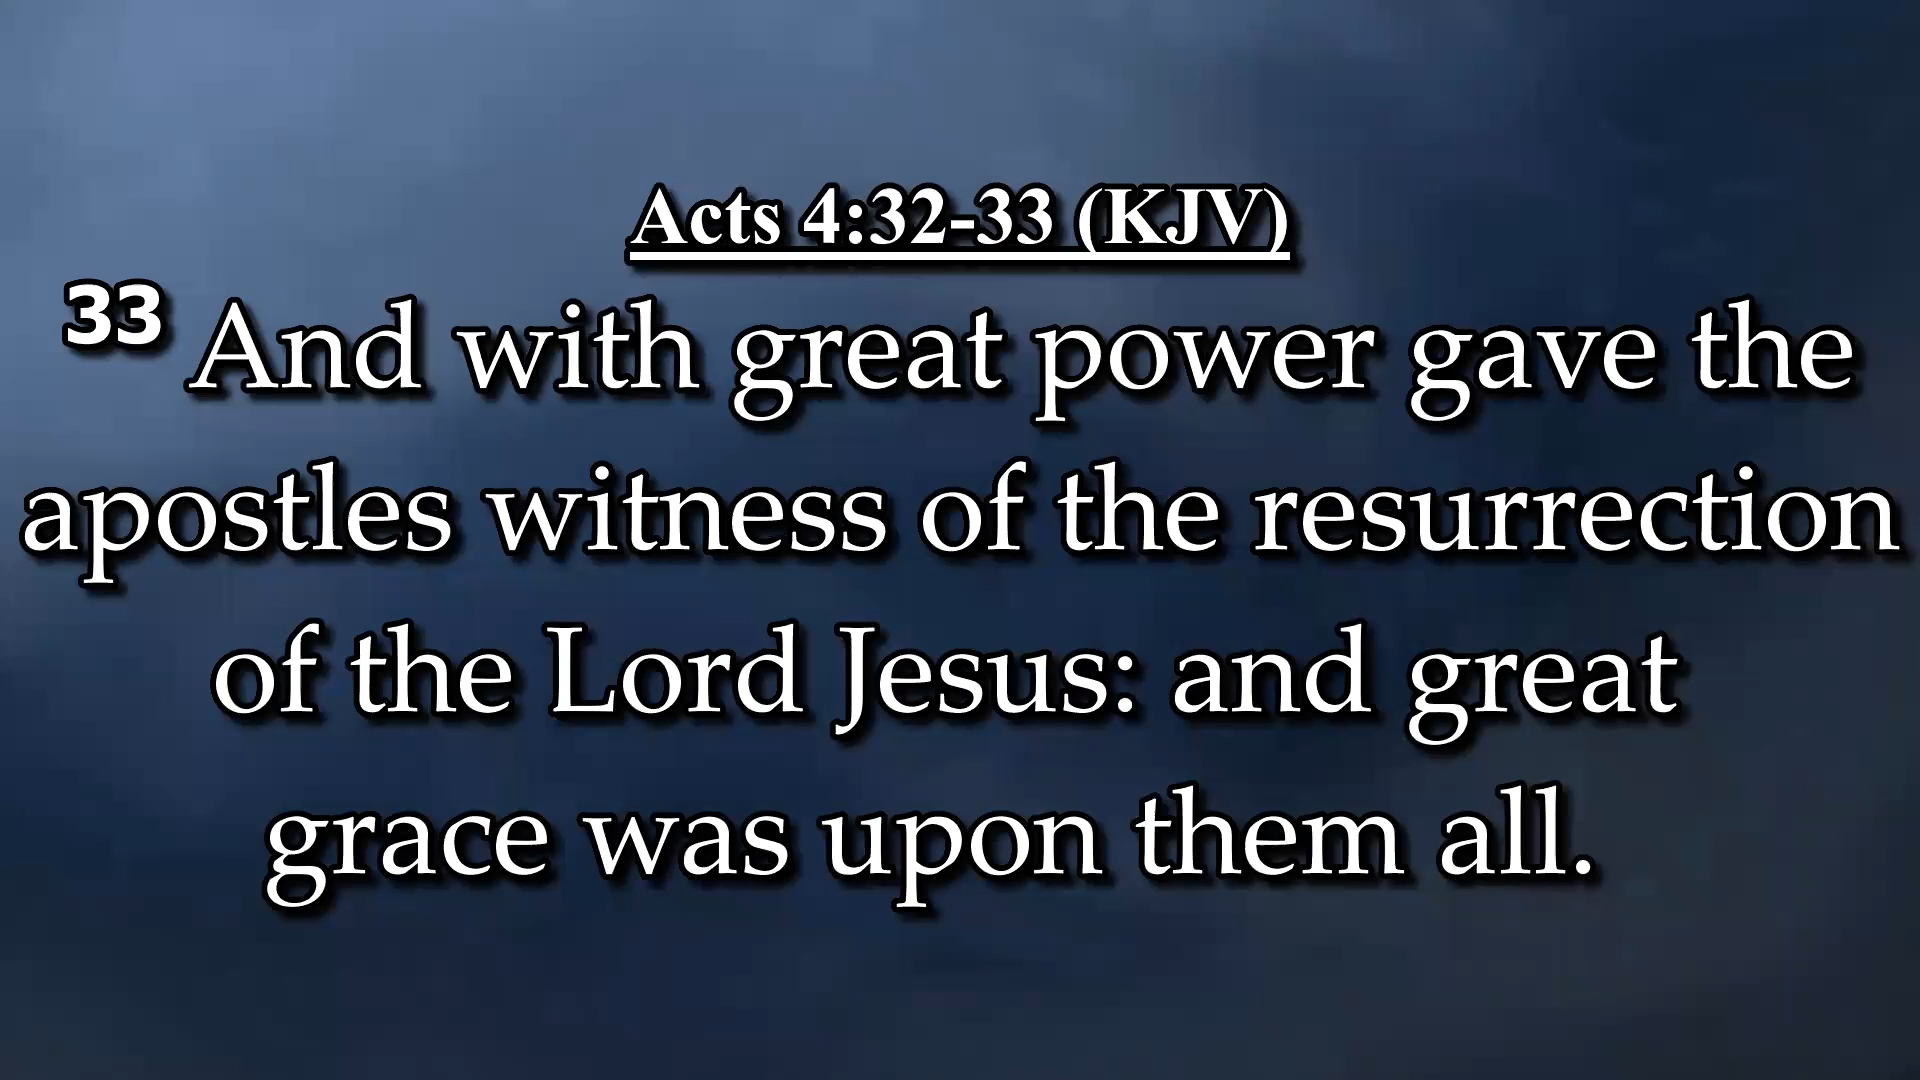 Acts 4:32-33 (KJV)
33 And with great power gave the
apostles witness of the resurrection
of the Lord Jesus: and great
grace was upon them all.